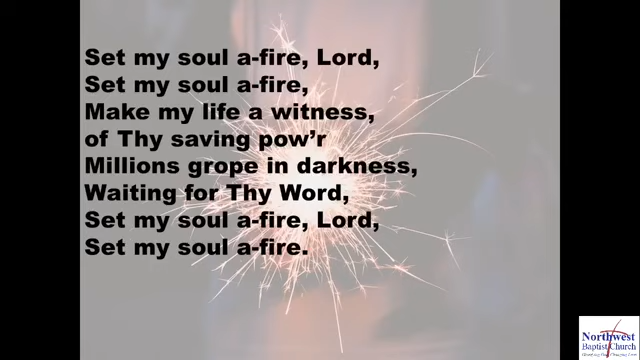 Set my soul a-fire, Lord,
Set my soul a-fire,
Make my life a witness,
of Thy saving pow’r
Millions grope in darkness,
Waiting for Thy Word,
Set my soul a-fire, Lord,
Set my soul a-fire.
Northwest
Baptist Church